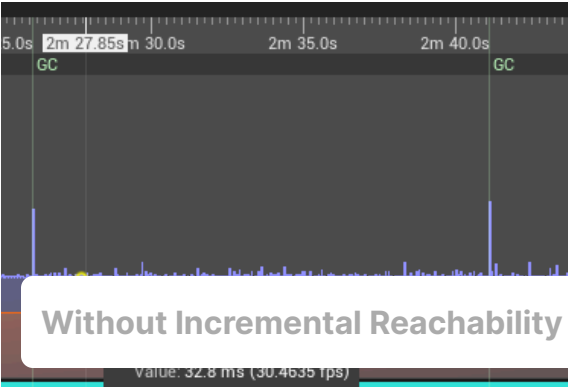 5.0s 2m 27.85s m 30.0s 2m 35.0s 2m 40.0s
GC GC
Without Incremental Reachability
Value: 32.8 ms (30.4635 fps)